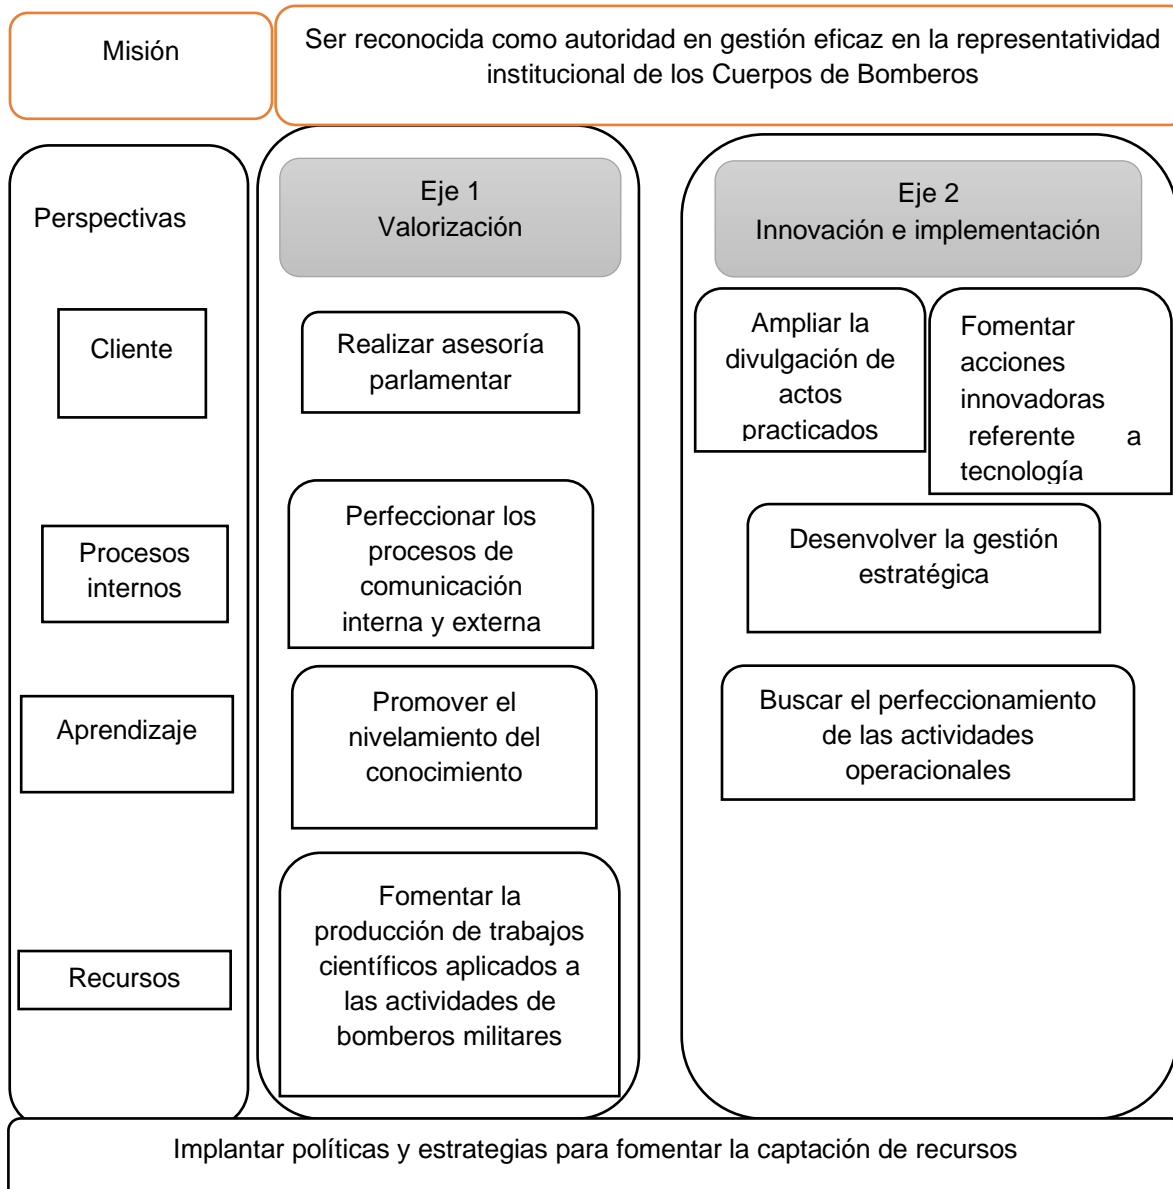 Misión
Ser reconocida como autoridad en gestión eficaz en la representatividad
institucional de los Cuerpos de Bomberos
Perspectivas
Eje 1
Valorización
Eje 2
Innovación e implementación
Cliente
Realizar asesoría
parlamentar
Ampliar la
divulgación de
actos
practicados
Fomentar
acciones
innovadoras
referente a
tecnología
Procesos
internos
Perfeccionar los
procesos de
comunicación
interna y externa
Desenvolver la gestión
estratégica
Aprendizaje
Promover el
nivelamiento del
conocimiento
Buscar el perfeccionamiento
de las actividades
operacionales
Recursos
Fomentar la
producción de trabajos
científicos aplicados a
las actividades de
bomberos militares
Implantar políticas y estrategias para fomentar la captación de recursos